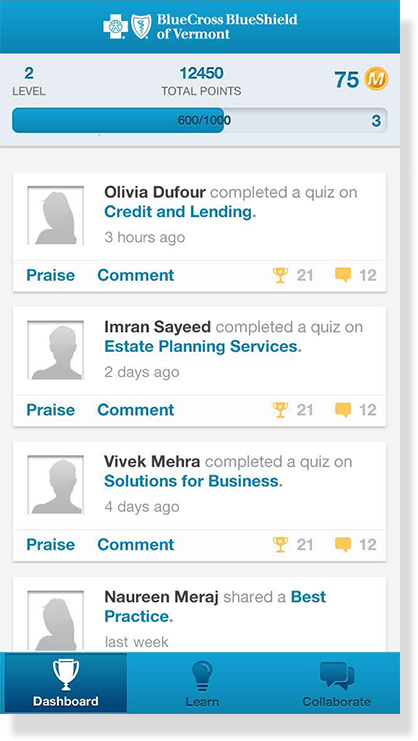 BlueCross BlueShield
of Vermont
2
LEVEL
12450
TOTAL POINTS
75 M
600/1000
3
Olivia Dufour completed a quiz on
Credit and Lending.
3 hours ago
Praise Comment 21 12
Imran Sayeed completed a quiz on
Estate Planning Services.
2 days ago
Praise Comment 21 12
Vivek Mehra completed a quiz on
Solutions for Business.
4 days ago
Praise Comment 21 12
Naureen Meraj shared a Best
Practice.
last week
Dashboard Learn Collaborate